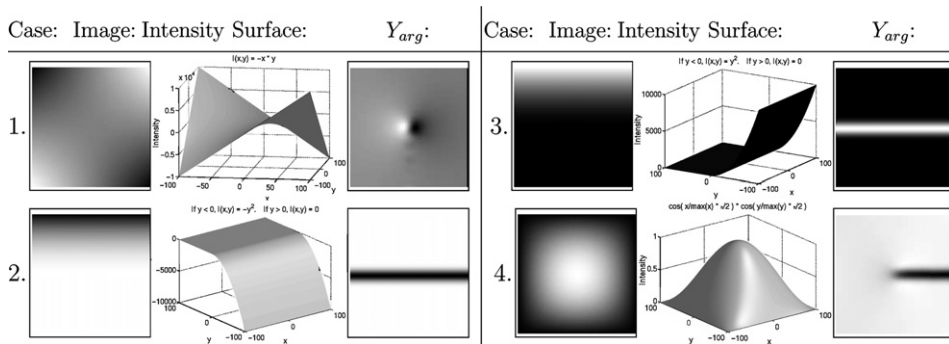 Case: Image: Intensity Surface: Y_arg:
Case: Image: Intensity Surface: Y_arg:
1.
I(x,y) = -x * y
x 10^4
1
0.5
0
-0.5
-1
-100 -50 0 50 100
x
-100
0
100
y
2.
If y < 0, I(x,y) = -y². If y > 0, I(x,y) = 0
0
-5000
-10000
100
0
-100
y
-100
0
100
x
3.
If y < 0, I(x,y) = y². If y > 0, I(x,y) = 0
Intensity
10000
5000
0
100
0
-100
y
-100
0
100
x
4.
cos( x/max(x) * √2 ) * cos( y/max(y) * √2 )
Intensity
1
0.5
0
100
0
-100
y
-100
0
100
x